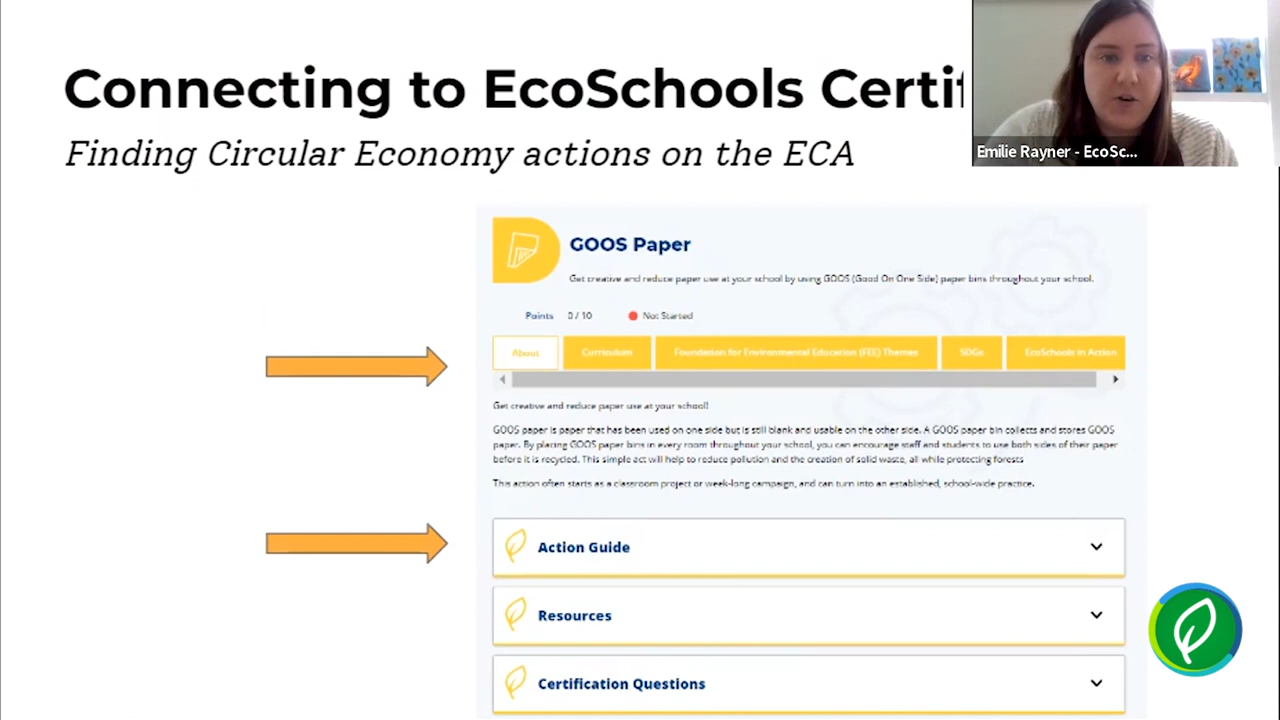 Connecting to EcoSchools Certif
Finding Circular Economy actions on the ECA
Emilie Rayner - EcoSc...
GOOS Paper
Get creative and reduce paper use at your school by using GOOS (Good On One Side) paper bins throughout your school.
Points 0 / 10 Not Started
About Curriculum Foundation for Environmental Education (FEE) Themes SDGs EcoSchools in Action
Get creative and reduce paper use at your school!
GOOS paper is paper that has been used on one side but is still blank and usable on the other side. A GOOS paper bin collects and stores GOOS
paper. By placing GOOS paper bins in every room throughout your school, you can encourage staff and students to use both sides of their paper
before it is recycled. This simple act will help to reduce pollution and the creation of solid waste, all while protecting forests
This action often starts as a classroom project or week-long campaign, and can turn into an established, school-wide practice.
Action Guide
Resources
Certification Questions